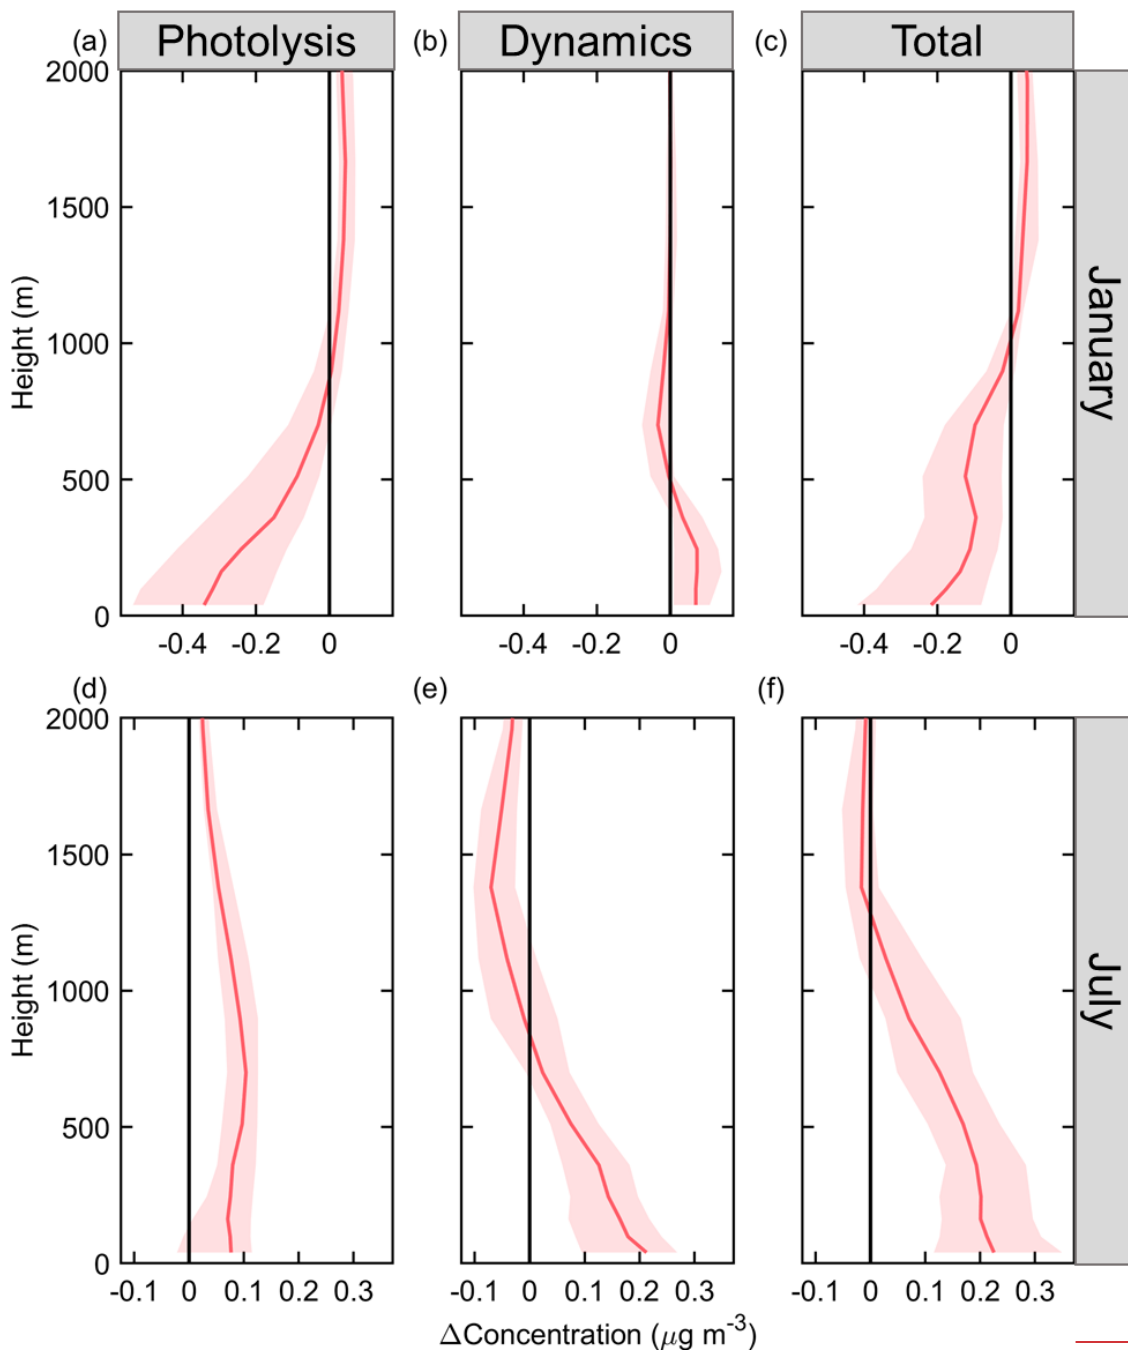 (a) Photolysis (b) Dynamics (c) Total
2000
1500
1000
500
0
Height (m)
-0.4 -0.2 0
-0.4 -0.2 0
-0.4 -0.2 0
January
(d) (e) (f)
2000
1500
1000
500
0
Height (m)
-0.1 0 0.1 0.2 0.3
-0.1 0 0.1 0.2 0.3
-0.1 0 0.1 0.2 0.3
July
ΔConcentration (μg m⁻³)